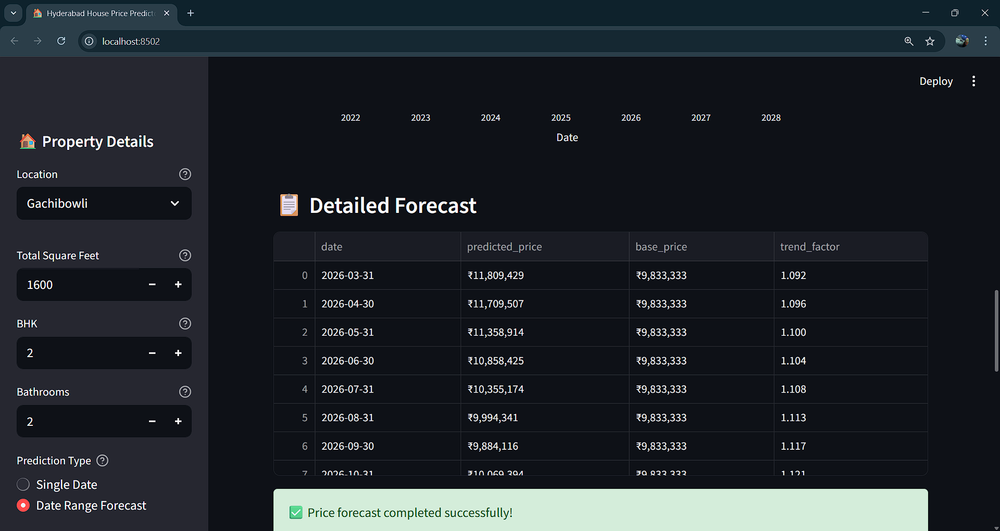 Hyderabad House Price Predict
localhost:8502
Deploy
2022 2023 2024 2025 2026 2027 2028
Date
Property Details
Location
Gachibowli
Total Square Feet
1600
BHK
2
Bathrooms
2
Prediction Type
Single Date
Date Range Forecast
Detailed Forecast
date predicted_price base_price trend_factor
0 2026-03-31 ₹11,809,429 ₹9,833,333 1.092
1 2026-04-30 ₹11,709,507 ₹9,833,333 1.096
2 2026-05-31 ₹11,358,914 ₹9,833,333 1.100
3 2026-06-30 ₹10,858,425 ₹9,833,333 1.104
4 2026-07-31 ₹10,355,174 ₹9,833,333 1.108
5 2026-08-31 ₹9,994,341 ₹9,833,333 1.113
6 2026-09-30 ₹9,884,116 ₹9,833,333 1.117
7 2026-10-31 ₹10,069,394 ₹9,833,333 1.121
Price forecast completed successfully!